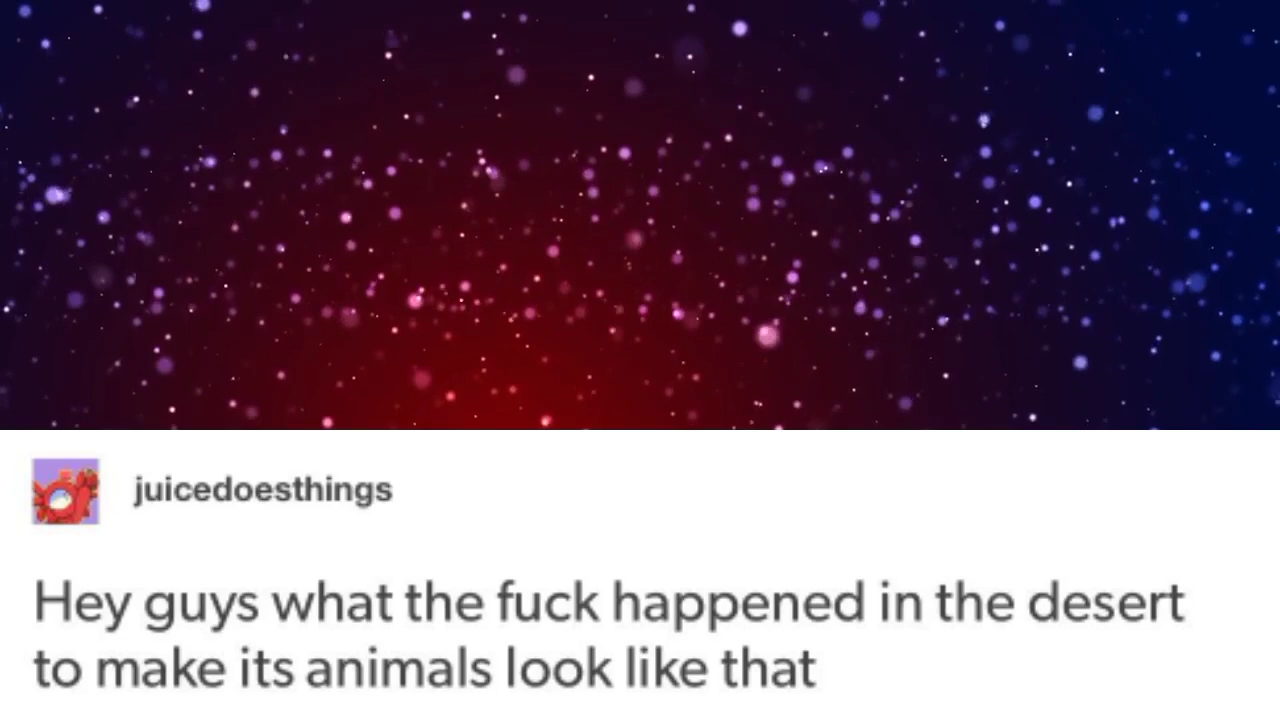 juicedoesthings
Hey guys what the fuck happened in the desert
to make its animals look like that